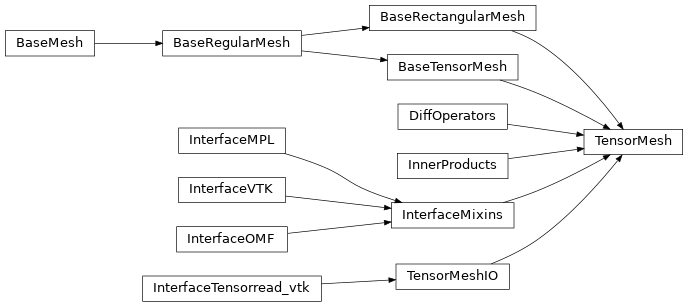 BaseRectangularMesh
BaseMesh
BaseRegularMesh
BaseTensorMesh
DiffOperators
InterfaceMPL
TensorMesh
InnerProducts
InterfaceVTK
InterfaceMixins
InterfaceOMF
TensorMeshIO
InterfaceTensorread_vtk